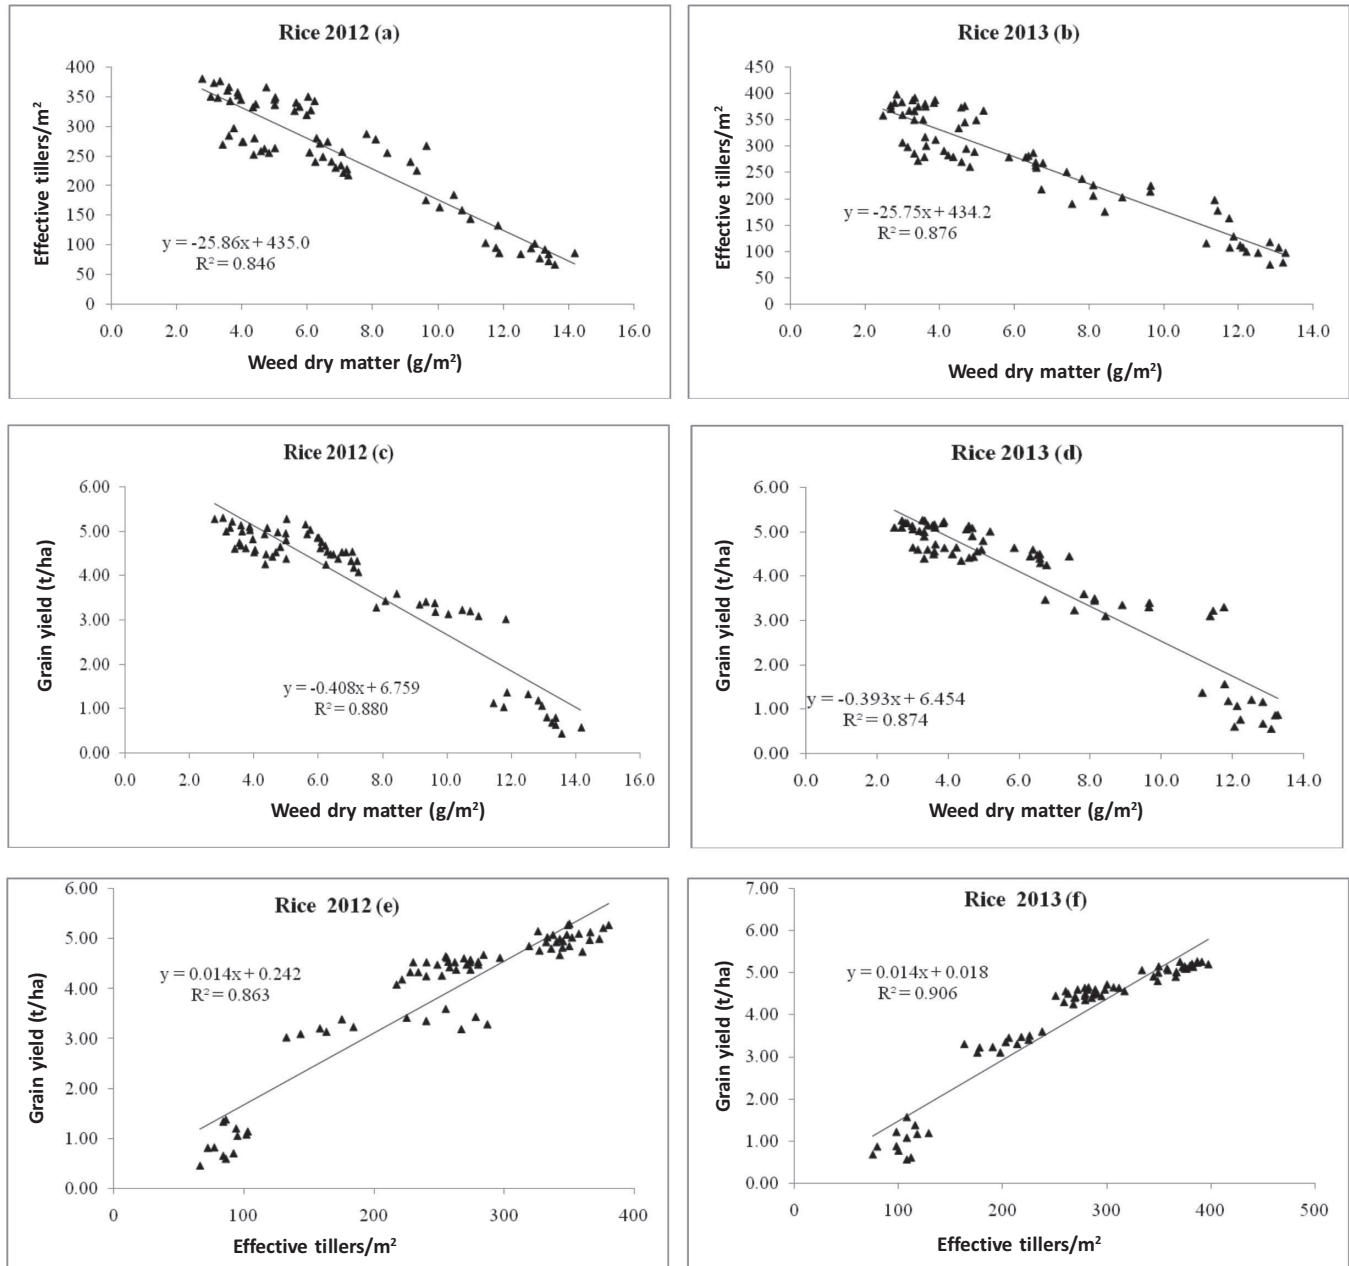 Rice 2012 (a)
400
350
300
250
200
150
100
50
0
Effective tillers/m²
y = -25.86x + 435.0
R² = 0.846
0.0 2.0 4.0 6.0 8.0 10.0 12.0 14.0 16.0
Weed dry matter (g/m²)
Rice 2013 (b)
450
400
350
300
250
200
150
100
50
0
Effective tillers/m²
y = -25.75x + 434.2
R² = 0.876
0.0 2.0 4.0 6.0 8.0 10.0 12.0 14.0
Weed dry matter (g/m²)
Rice 2012 (c)
6.00
5.00
4.00
3.00
2.00
1.00
0.00
Grain yield (t/ha)
y = -0.408x + 6.759
R² = 0.880
0.0 2.0 4.0 6.0 8.0 10.0 12.0 14.0 16.0
Weed dry matter (g/m²)
Rice 2013 (d)
6.00
5.00
4.00
3.00
2.00
1.00
0.00
Grain yield (t/ha)
y = -0.393x + 6.454
R² = 0.874
0.0 2.0 4.0 6.0 8.0 10.0 12.0 14.0
Weed dry matter (g/m²)
Rice 2012 (e)
6.00
5.00
4.00
3.00
2.00
1.00
0.00
Grain yield (t/ha)
y = 0.014x + 0.242
R² = 0.863
0 100 200 300 400
Effective tillers/m²
Rice 2013 (f)
7.00
6.00
5.00
4.00
3.00
2.00
1.00
0.00
Grain yield (t/ha)
y = 0.014x + 0.018
R² = 0.906
0 100 200 300 400 500
Effective tillers/m²